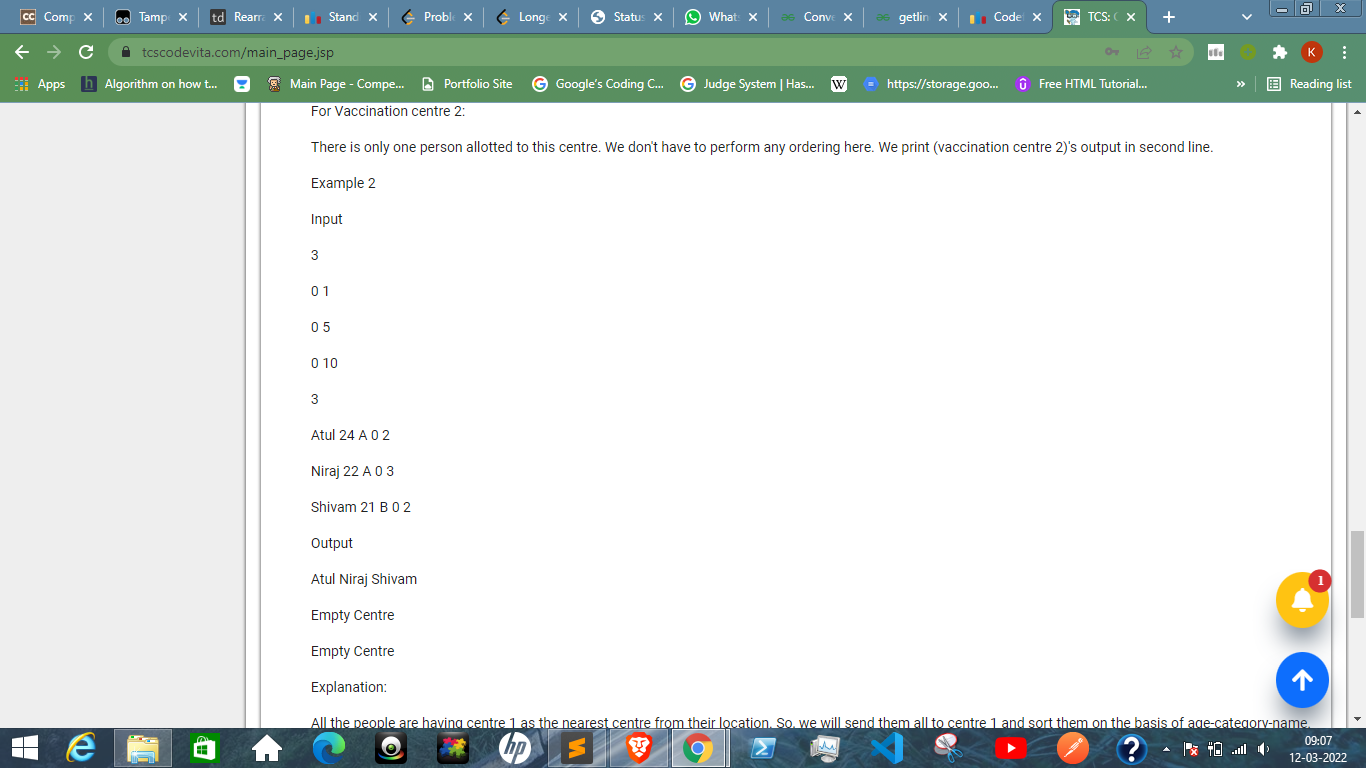 Comp
Tamp
td Rearra
Stand
Proble
Longe
Status
Whats
Conve
getlin
Codef
TCS: C
tcscodevita.com/main_page.jsp
K
Apps
h Algorithm on how t...
Main Page - Compe...
Portfolio Site
Google's Coding C...
Judge System | Has...
W
https://storage.goo...
Free HTML Tutorial...
»
Reading list
For Vaccination centre 2:
There is only one person allotted to this centre. We don't have to perform any ordering here. We print (vaccination centre 2)'s output in second line.
Example 2
Input
3
0 1
0 5
0 10
3
Atul 24 A 0 2
Niraj 22 A 0 3
Shivam 21 B 0 2
Output
Atul Niraj Shivam
Empty Centre
Empty Centre
Explanation:
All the people are having centre 1 as the nearest centre from their location. So, we will send them all to centre 1 and sort them on the basis of age-category-name.
1
hp
09:07
12-03-2022